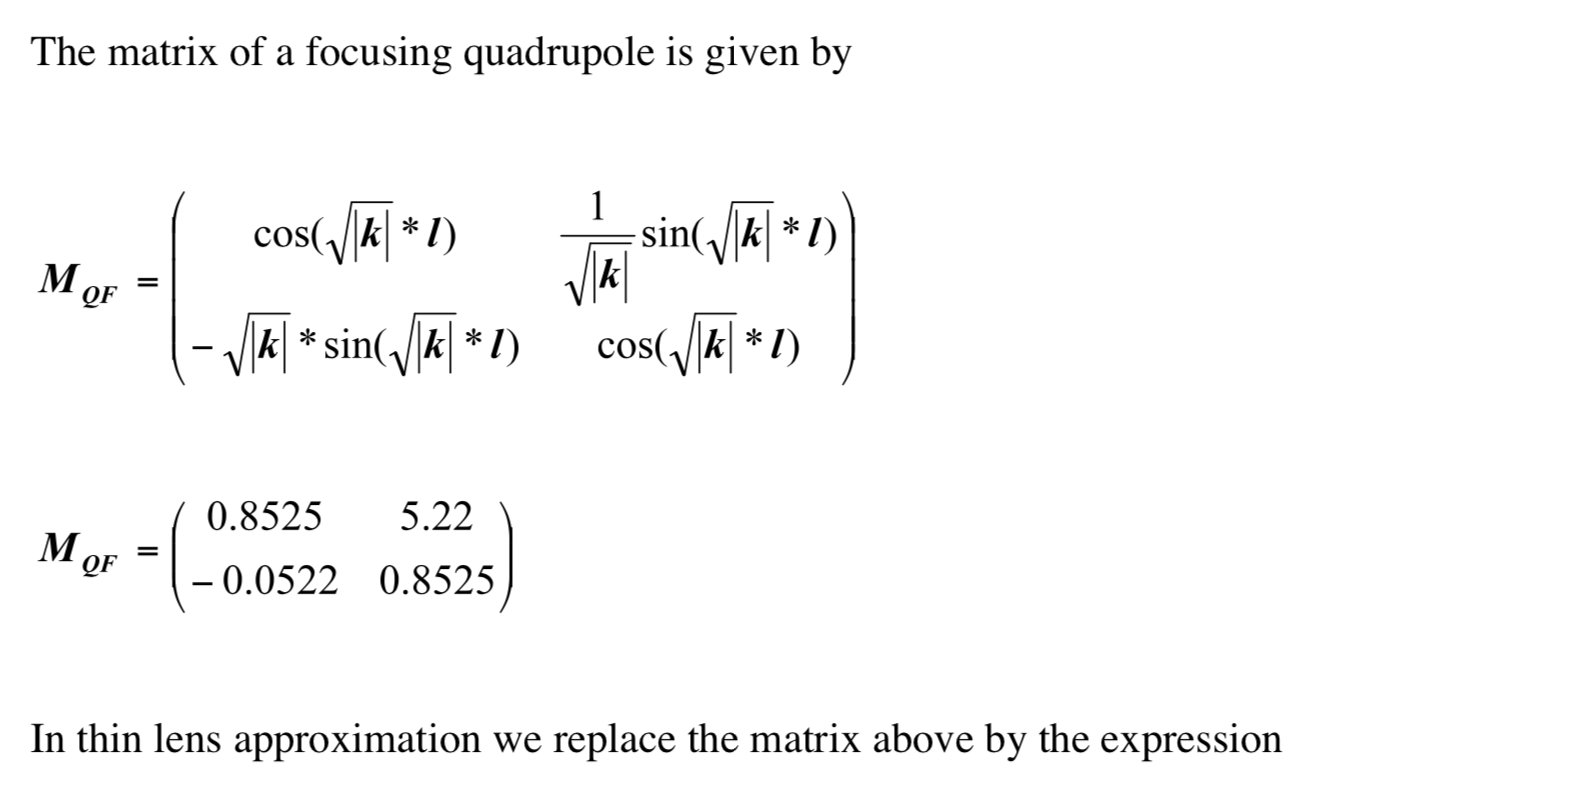 The matrix of a focusing quadrupole is given by
M_QF = ( cos(√|k| * l) 1/√|k| sin(√|k| * l)
−√|k| * sin(√|k| * l) cos(√|k| * l) )
M_QF = ( 0.8525 5.22
− 0.0522 0.8525 )
In thin lens approximation we replace the matrix above by the expression